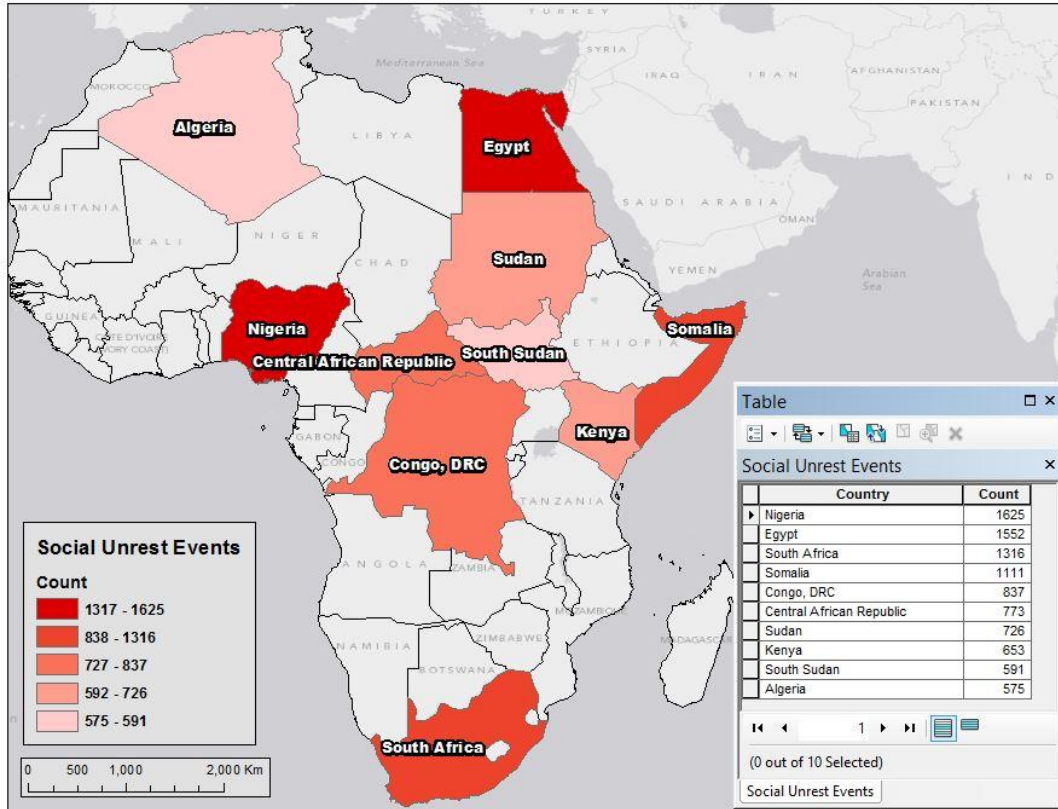 TURKEY
SYRIA
Mediterranean Sea
IRAQ
IRAN
AFGHANISTAN
PAKISTAN
MOROCCO
Algeria
LIBYA
Egypt
SAUDI ARABIA
OMAN
IND
MAURITANIA
MALI
NIGER
CHAD
Sudan
YEMEN
Arabian
Sea
GUINEA
CÔTE D'IVOIRE
(IVORY COAST)
Nigeria
Central African Republic
South Sudan
ETHIOPIA
Somalia
GABON
CONGO
Congo, DRC
Kenya
TANZANIA
ANGOLA
ZAMBIA
MOZAMBIQUE
MADAGASCAR
NAMIBIA
ZIMBABWE
BOTSWANA
South Africa
Social Unrest Events
Count
1317 - 1625
838 - 1316
727 - 837
592 - 726
575 - 591
0 500 1,000 2,000 Km
Table
Social Unrest Events
Country Count
Nigeria 1625
Egypt 1552
South Africa 1316
Somalia 1111
Congo, DRC 837
Central African Republic 773
Sudan 726
Kenya 653
South Sudan 591
Algeria 575
1
(0 out of 10 Selected)
Social Unrest Events